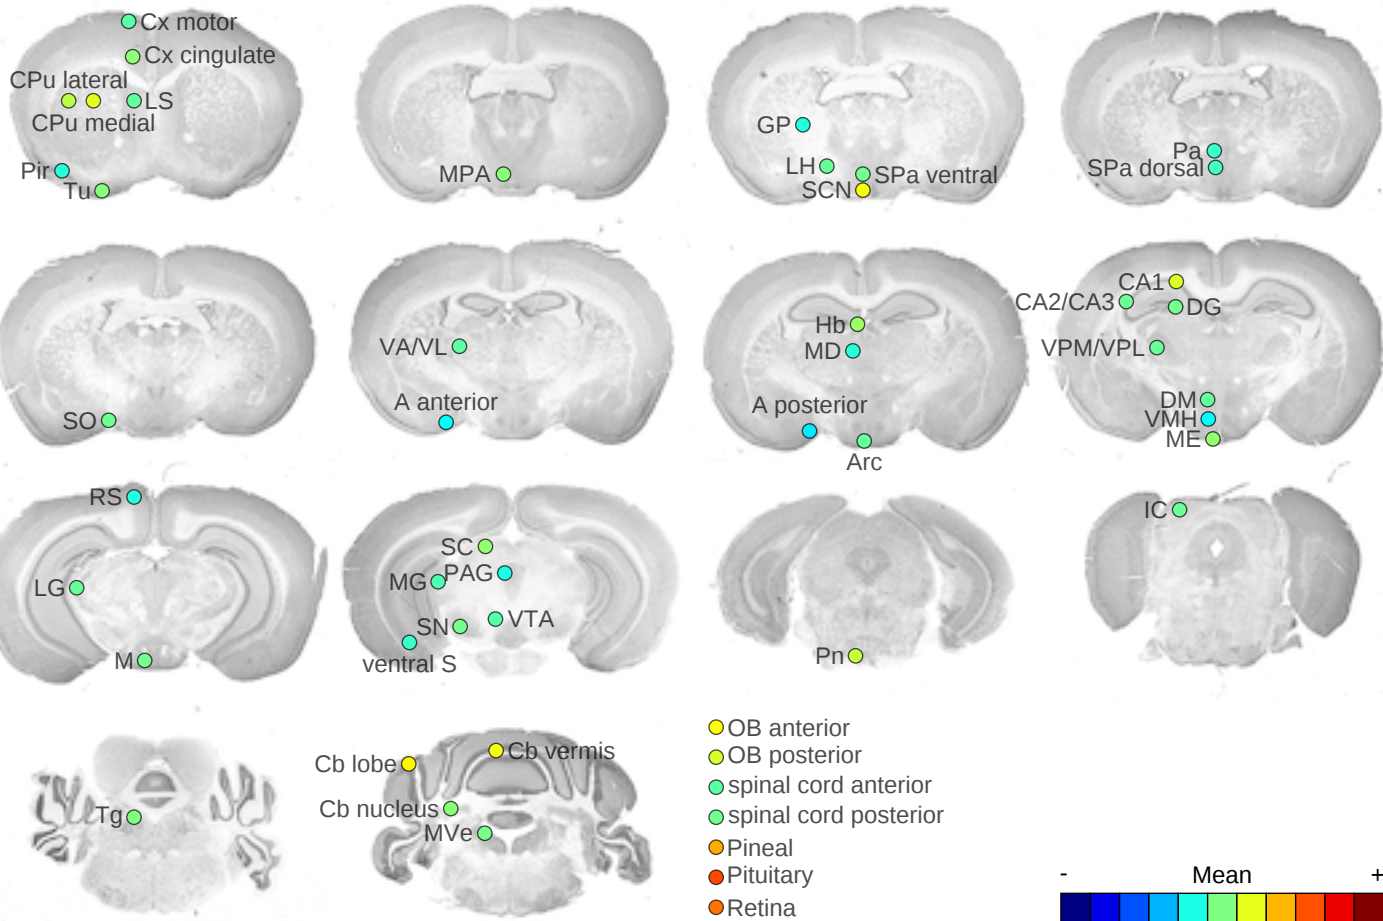 Cx motor
Cx cingulate
CPu lateral
LS
CPu medial
Pir
Tu
MPA
GP
LH
SPa ventral
SCN
Pa
SPa dorsal
SO
VA/VL
A anterior
Hb
MD
A posterior
Arc
CA1
CA2/CA3
DG
VPM/VPL
DM
VMH
ME
RS
LG
M
SC
MG
PAG
SN
VTA
ventral S
Pn
IC
Tg
Cb lobe
Cb vermis
Cb nucleus
MVe
OB anterior
OB posterior
spinal cord anterior
spinal cord posterior
Pineal
Pituitary
Retina
- Mean +